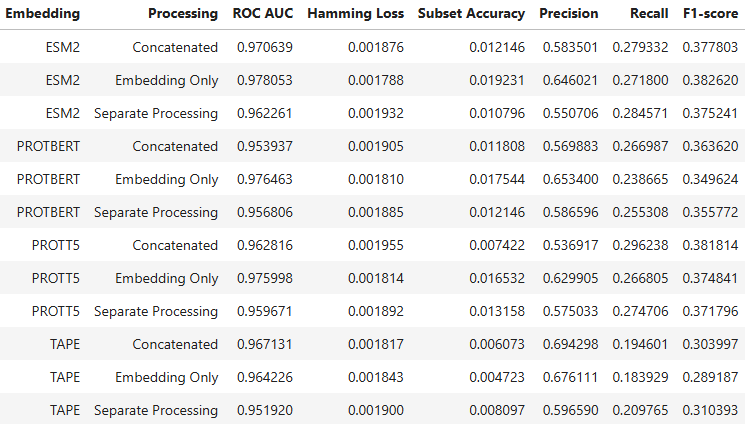 Embedding Processing ROC AUC Hamming Loss Subset Accuracy Precision Recall F1-score
ESM2 Concatenated 0.970639 0.001876 0.012146 0.583501 0.279332 0.377803
ESM2 Embedding Only 0.978053 0.001788 0.019231 0.646021 0.271800 0.382620
ESM2 Separate Processing 0.962261 0.001932 0.010796 0.550706 0.284571 0.375241
PROTBERT Concatenated 0.953937 0.001905 0.011808 0.569883 0.266987 0.363620
PROTBERT Embedding Only 0.976463 0.001810 0.017544 0.653400 0.238665 0.349624
PROTBERT Separate Processing 0.956806 0.001885 0.012146 0.586596 0.255308 0.355772
PROTT5 Concatenated 0.962816 0.001955 0.007422 0.536917 0.296238 0.381814
PROTT5 Embedding Only 0.975998 0.001814 0.016532 0.629905 0.266805 0.374841
PROTT5 Separate Processing 0.959671 0.001892 0.013158 0.575033 0.274706 0.371796
TAPE Concatenated 0.967131 0.001817 0.006073 0.694298 0.194601 0.303997
TAPE Embedding Only 0.964226 0.001843 0.004723 0.676111 0.183929 0.289187
TAPE Separate Processing 0.951920 0.001900 0.008097 0.596590 0.209765 0.310393